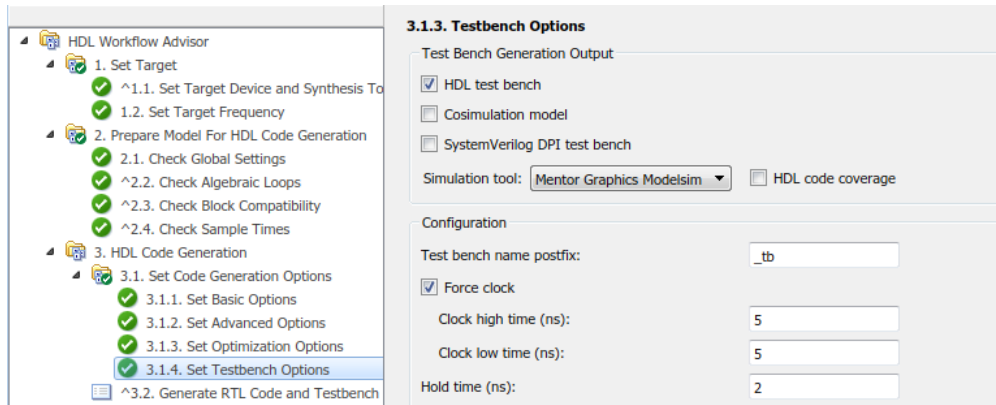 HDL Workflow Advisor
1. Set Target
^1.1. Set Target Device and Synthesis To
1.2. Set Target Frequency
2. Prepare Model For HDL Code Generation
2.1. Check Global Settings
^2.2. Check Algebraic Loops
^2.3. Check Block Compatibility
^2.4. Check Sample Times
3. HDL Code Generation
3.1. Set Code Generation Options
3.1.1. Set Basic Options
3.1.2. Set Advanced Options
3.1.3. Set Optimization Options
3.1.4. Set Testbench Options
^3.2. Generate RTL Code and Testbench
3.1.3. Testbench Options
Test Bench Generation Output
HDL test bench
Cosimulation model
SystemVerilog DPI test bench
Simulation tool: Mentor Graphics Modelsim HDL code coverage
Configuration
Test bench name postfix: _tb
Force clock
Clock high time (ns): 5
Clock low time (ns): 5
Hold time (ns): 2